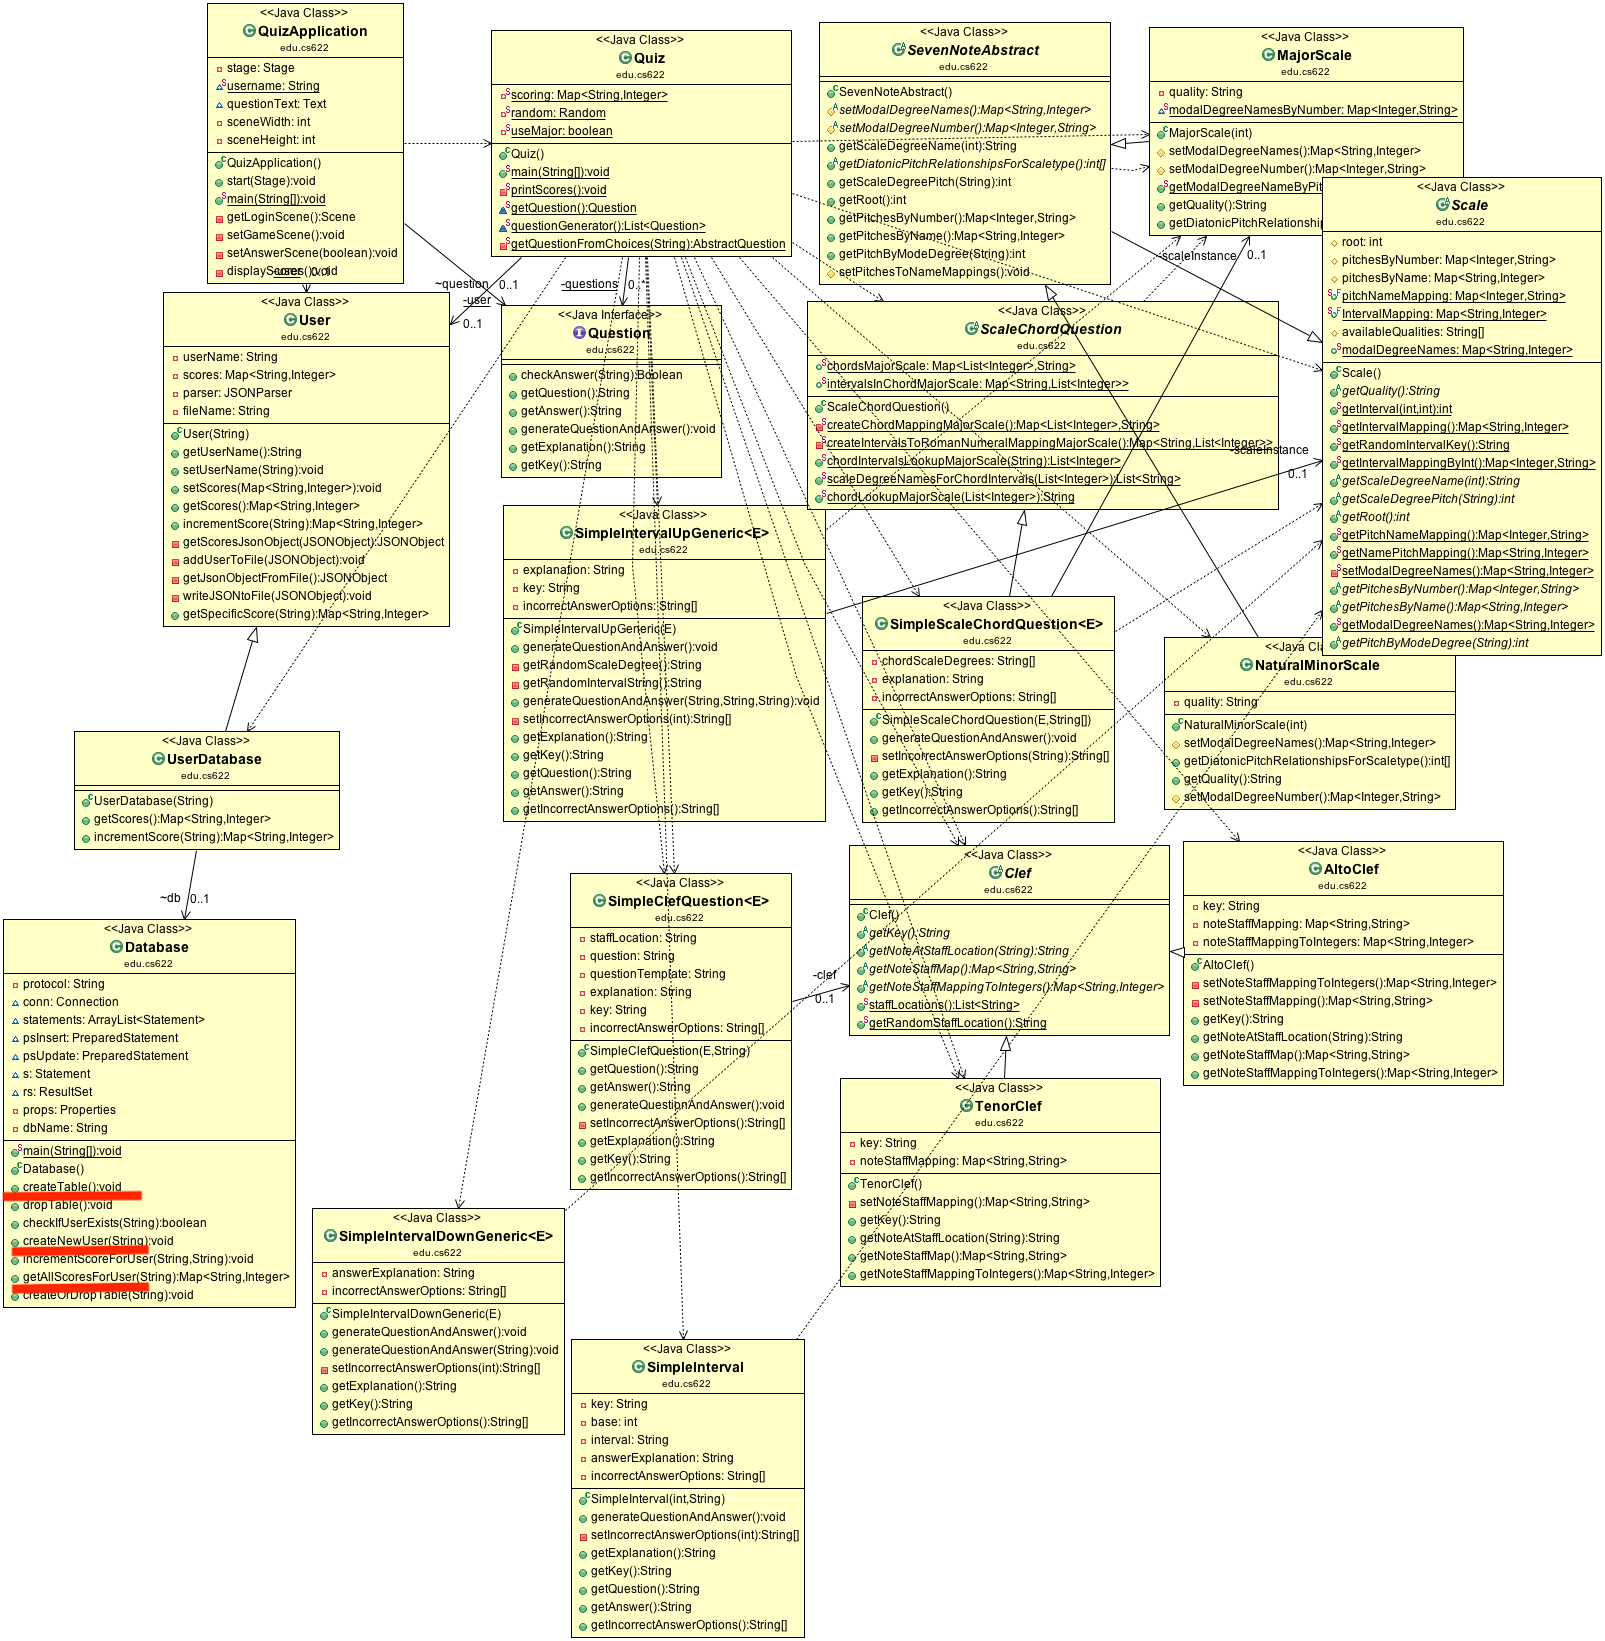 <<Java Class>>
QuizApplication
edu.cs622
stage: Stage
username: String
questionText: Text
sceneWidth: int
sceneHeight: int
QuizApplication()
start(Stage):void
main(String[]):void
getLoginScene():Scene
setGameScene():void
setAnswerScene(boolean):void
displayScores():void
0..1
<<Java Class>>
Quiz
edu.cs622
scoring: Map<String,Integer>
random: Random
useMajor: boolean
Quiz()
main(String[]):void
printScores():void
getQuestion():Question
questionGenerator():List<Question>
getQuestionFromChoices(String):AbstractQuestion
<<Java Class>>
SevenNoteAbstract
edu.cs622
SevenNoteAbstract()
setModalDegreeNames():Map<String,Integer>
setModalDegreeNumber():Map<Integer,String>
getScaleDegreeName(int):String
getDiatonicPitchRelationshipsForScaletype():int[]
getScaleDegreePitch(String):int
getRoot():int
getPitchesByNumber():Map<Integer,String>
getPitchesByName():Map<String,Integer>
getPitchByModeDegree(String):int
setPitchesToNameMappings():void
<<Java Class>>
MajorScale
edu.cs622
quality: String
modalDegreeNamesByNumber: Map<Integer,String>
MajorScale(int)
setModalDegreeNames():Map<String,Integer>
setModalDegreeNumber():Map<Integer,String>
getModalDegreeNameByPit
getQuality():String
getDiatonicPitchRelationships
<<Java Class>>
Scale
edu.cs622
root: int
pitchesByNumber: Map<Integer,String>
pitchesByName: Map<String,Integer>
pitchNameMapping: Map<Integer,String>
IntervalMapping: Map<String,Integer>
availableQualities: String[]
modalDegreeNames: Map<String,Integer>
Scale()
getQuality():String
getInterval(int,int):int
getIntervalMapping():Map<String,Integer>
getRandomIntervalKey():String
getIntervalMappingByInt():Map<Integer,String>
getScaleDegreeName(int):String
getScaleDegreePitch(String):int
getRoot():int
getPitchNameMapping():Map<Integer,String>
getNamePitchMapping():Map<String,Integer>
setModalDegreeNames():Map<String,Integer>
getPitchesByNumber():Map<Integer,String>
getPitchesByName():Map<String,Integer>
getModalDegreeNames():Map<String,Integer>
getPitchByModeDegree(String):int
~question 0..1
-user
0..1
-questions 0..*
-scaleInstance
0..1
<<Java Class>>
User
edu.cs622
userName: String
scores: Map<String,Integer>
parser: JSONParser
fileName: String
User(String)
getUserName():String
setUserName(String):void
setScores(Map<String,Integer>):void
getScores():Map<String,Integer>
incrementScore(String):Map<String,Integer>
getScoresJsonObject(JSONObject):JSONObject
addUserToFile(JSONObject):void
getJsonObjectFromFile():JSONObject
writeJSONtoFile(JSONObject):void
getSpecificScore(String):Map<String,Integer>
<<Java Interface>>
Question
edu.cs622
checkAnswer(String):Boolean
getQuestion():String
getAnswer():String
generateQuestionAndAnswer():void
getExplanation():String
getKey():String
<<Java Class>>
ScaleChordQuestion
edu.cs622
chordsMajorScale: Map<List<Integer>,String>
intervalsInChordMajorScale: Map<String,List<Integer>>
ScaleChordQuestion()
createChordMappingMajorScale():Map<List<Integer>,String>
createIntervalsToRomanNumeralMappingMajorScale():Map<String,List<Integer>>
chordIntervalsLookupMajorScale(String):List<Integer>
scaleDegreeNamesForChordIntervals(List<Integer>):List<String>
chordLookupMajorScale(List<Integer>):String
-scaleInstance
0..1
<<Java Class>>
SimpleIntervalUpGeneric<E>
edu.cs622
explanation: String
key: String
incorrectAnswerOptions: String[]
SimpleIntervalUpGeneric(E)
generateQuestionAndAnswer():void
getRandomScaleDegree():String
getRandomIntervalString():String
generateQuestionAndAnswer(String,String,String):void
setIncorrectAnswerOptions(int):String[]
getExplanation():String
getKey():String
getQuestion():String
getAnswer():String
getIncorrectAnswerOptions():String[]
<<Java Class>>
SimpleScaleChordQuestion<E>
edu.cs622
chordScaleDegrees: String[]
explanation: String
incorrectAnswerOptions: String[]
SimpleScaleChordQuestion(E,String[])
generateQuestionAndAnswer():void
setIncorrectAnswerOptions(String):String[]
getExplanation():String
getKey():String
getIncorrectAnswerOptions():String[]
<<Java Cl
NaturalMinorScale
edu.cs622
quality: String
NaturalMinorScale(int)
setModalDegreeNames():Map<String,Integer>
getDiatonicPitchRelationshipsForScaletype():int[]
getQuality():String
setModalDegreeNumber():Map<Integer,String>
<<Java Class>>
UserDatabase
edu.cs622
UserDatabase(String)
getScores():Map<String,Integer>
incrementScore(String):Map<String,Integer>
~db 0..1
<<Java Class>>
Database
edu.cs622
protocol: String
conn: Connection
statements: ArrayList<Statement>
psInsert: PreparedStatement
psUpdate: PreparedStatement
s: Statement
rs: ResultSet
props: Properties
dbName: String
main(String[]):void
Database()
createTable():void
dropTable():void
checkIfUserExists(String):boolean
createNewUser(String):void
incrementScoreForUser(String,String):void
getAllScoresForUser(String):Map<String,Integer>
createOrDropTable(String):void
<<Java Class>>
SimpleClefQuestion<E>
edu.cs622
staffLocation: String
question: String
questionTemplate: String
explanation: String
key: String
incorrectAnswerOptions: String[]
SimpleClefQuestion(E,String)
getQuestion():String
getAnswer():String
generateQuestionAndAnswer():void
setIncorrectAnswerOptions():String[]
getExplanation():String
getKey():String
getIncorrectAnswerOptions():String[]
-clef
0..1
<<Java Class>>
Clef
edu.cs622
Clef()
getKey():String
getNoteAtStaffLocation(String):String
getNoteStaffMap():Map<String,String>
getNoteStaffMappingToIntegers():Map<String,Integer>
staffLocations():List<String>
getRandomStaffLocation():String
<<Java Class>>
AltoClef
edu.cs622
key: String
noteStaffMapping: Map<String,String>
noteStaffMappingToIntegers: Map<String,Integer>
AltoClef()
setNoteStaffMappingToIntegers():Map<String,Integer>
setNoteStaffMapping():Map<String,String>
getKey():String
getNoteAtStaffLocation(String):String
getNoteStaffMap():Map<String,String>
getNoteStaffMappingToIntegers():Map<String,Integer>
<<Java Class>>
TenorClef
edu.cs622
key: String
noteStaffMapping: Map<String,String>
TenorClef()
setNoteStaffMapping():Map<String,String>
getKey():String
getNoteAtStaffLocation(String):String
getNoteStaffMap():Map<String,String>
getNoteStaffMappingToIntegers():Map<String,Integer>
<<Java Class>>
SimpleIntervalDownGeneric<E>
edu.cs622
answerExplanation: String
incorrectAnswerOptions: String[]
SimpleIntervalDownGeneric(E)
generateQuestionAndAnswer():void
generateQuestionAndAnswer(String):void
setIncorrectAnswerOptions(int):String[]
getExplanation():String
getKey():String
getIncorrectAnswerOptions():String[]
<<Java Class>>
SimpleInterval
edu.cs622
key: String
base: int
interval: String
answerExplanation: String
incorrectAnswerOptions: String[]
SimpleInterval(int,String)
generateQuestionAndAnswer():void
setIncorrectAnswerOptions(int):String[]
getExplanation():String
getKey():String
getQuestion():String
getAnswer():String
getIncorrectAnswerOptions():String[]